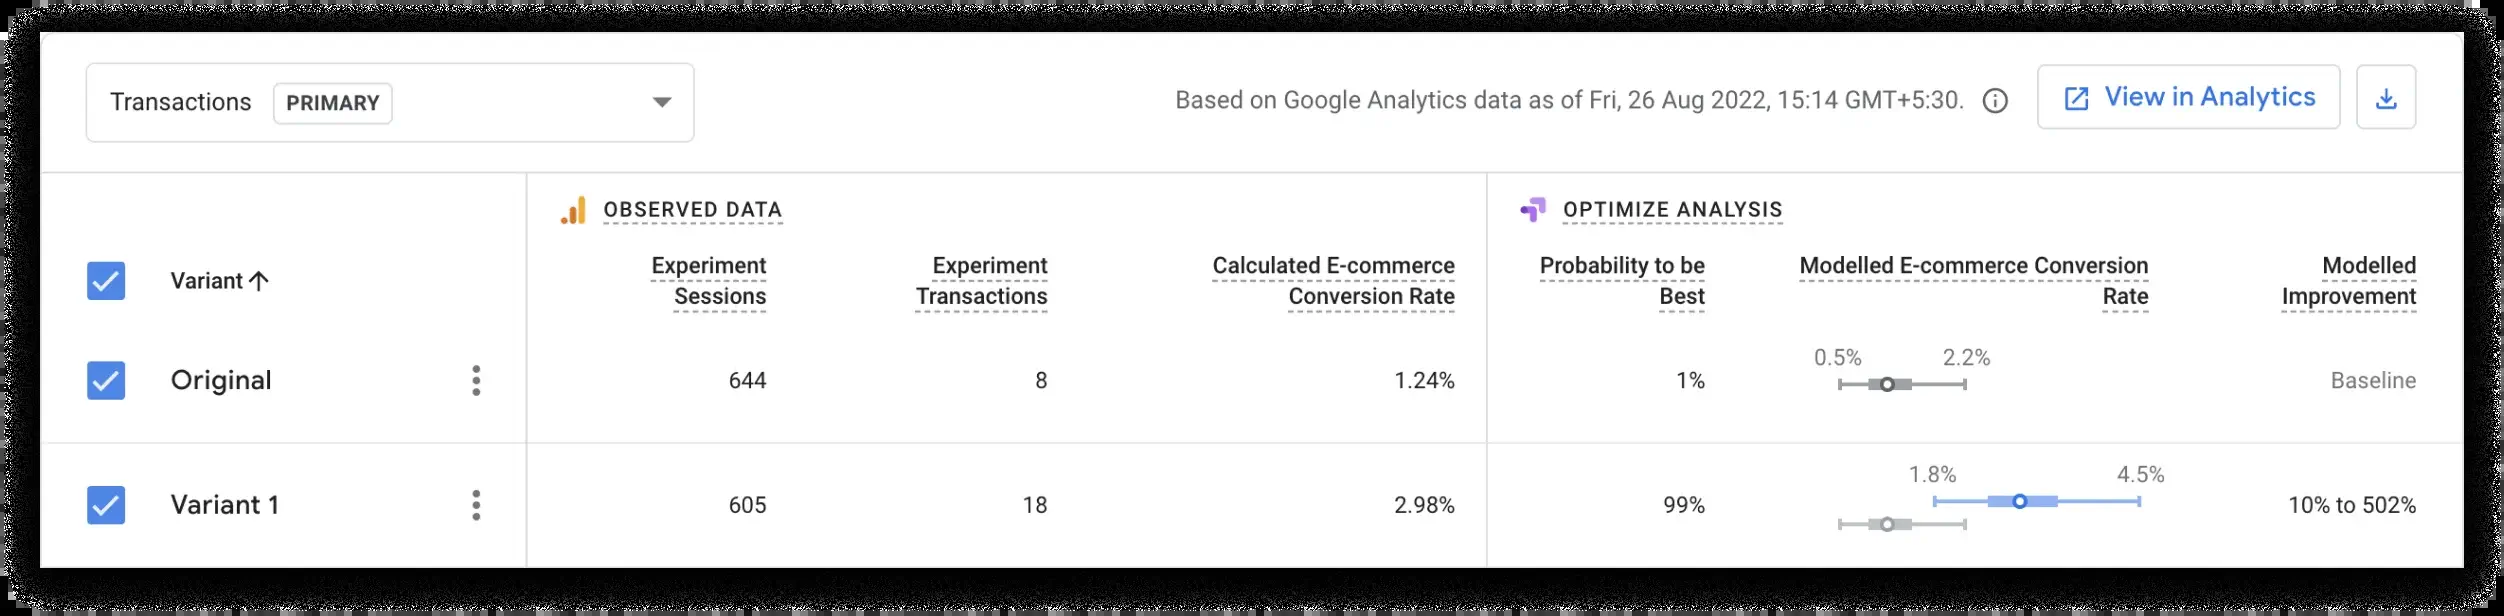 Transactions PRIMARY
Based on Google Analytics data as of Fri, 26 Aug 2022, 15:14 GMT+5:30.
View in Analytics
OBSERVED DATA
OPTIMIZE ANALYSIS
Variant
Experiment
Sessions
Experiment
Transactions
Calculated E-commerce
Conversion Rate
Probability to be
Best
Modelled E-commerce Conversion
Rate
Modelled
Improvement
Original
644
8
1.24%
1%
0.5% 2.2%
Baseline
Variant 1
605
18
2.98%
99%
1.8% 4.5%
10% to 502%